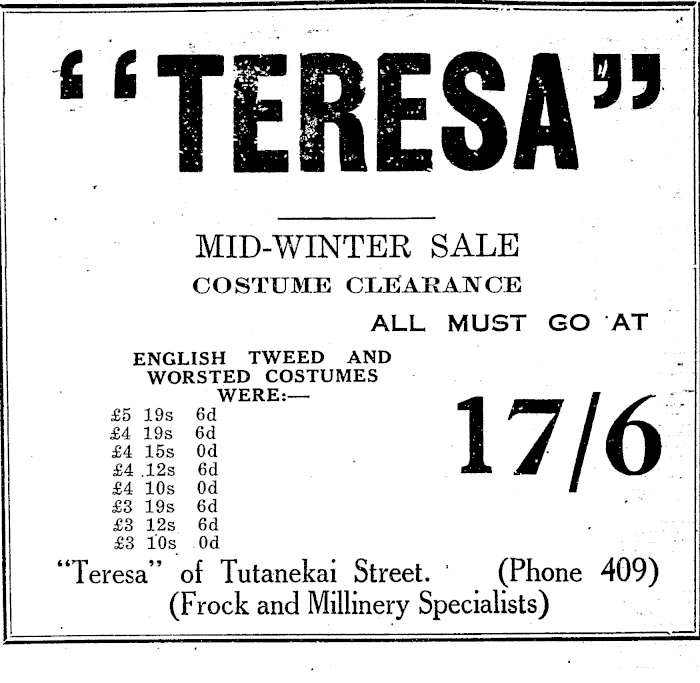 “TERESA”
MID-WINTER SALE
COSTUME CLEARANCE
ALL MUST GO AT
ENGLISH TWEED AND
WORSTED COSTUMES
WERE:—
£5 19s 6d
£4 19s 6d
£4 15s 0d
£4 12s 6d
£4 10s 0d
£3 19s 6d
£3 12s 6d
£3 10s 0d
17/6
“Teresa” of Tutanekai Street. (Phone 409)
(Frock and Millinery Specialists)